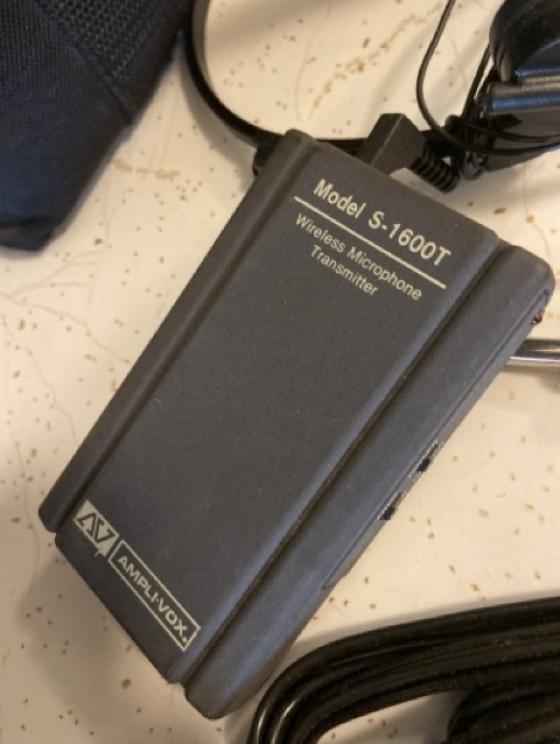 Model S-1600T
Wireless Microphone
Transmitter
AV
AMPLI-VOX®